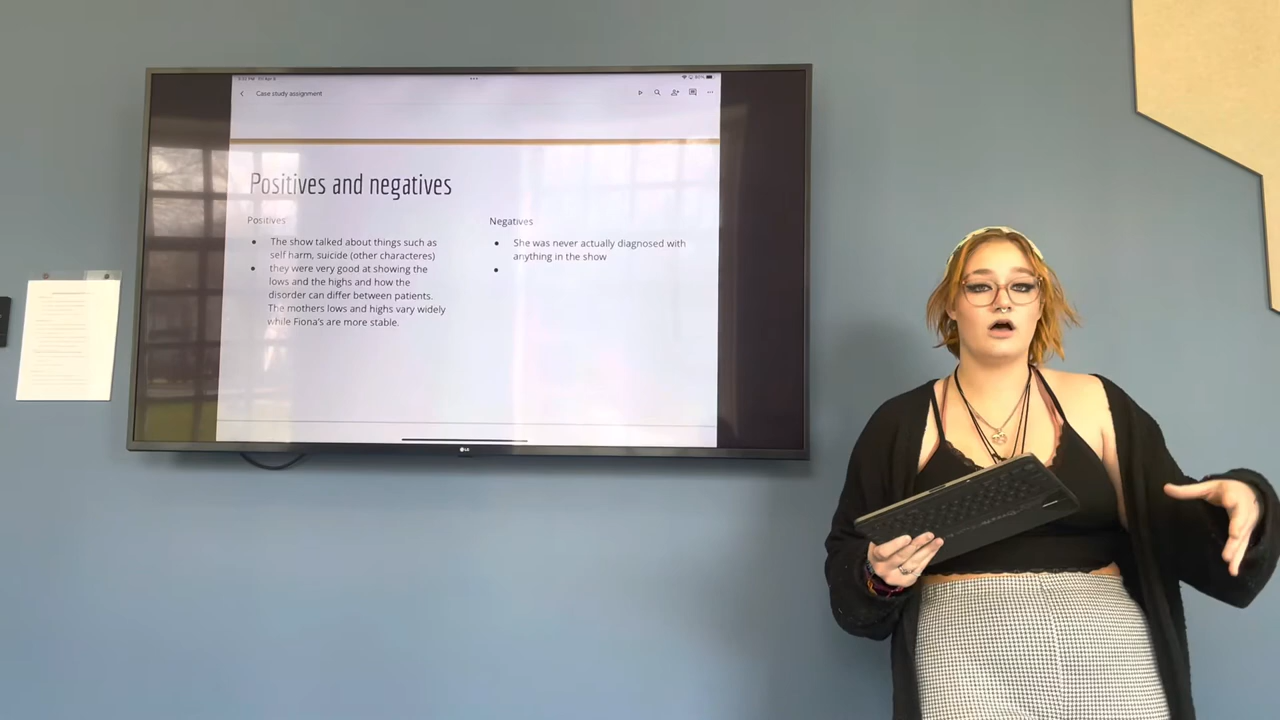 Case study assignment
Positives and negatives
Positives
The show talked about things such as
self harm, suicide (other characteres)
they were very good at showing the
lows and the highs and how the
disorder can differ between patients.
The mothers lows and highs vary widely
while Fiona's are more stable.
Negatives
She was never actually diagnosed with
anything in the show
LG